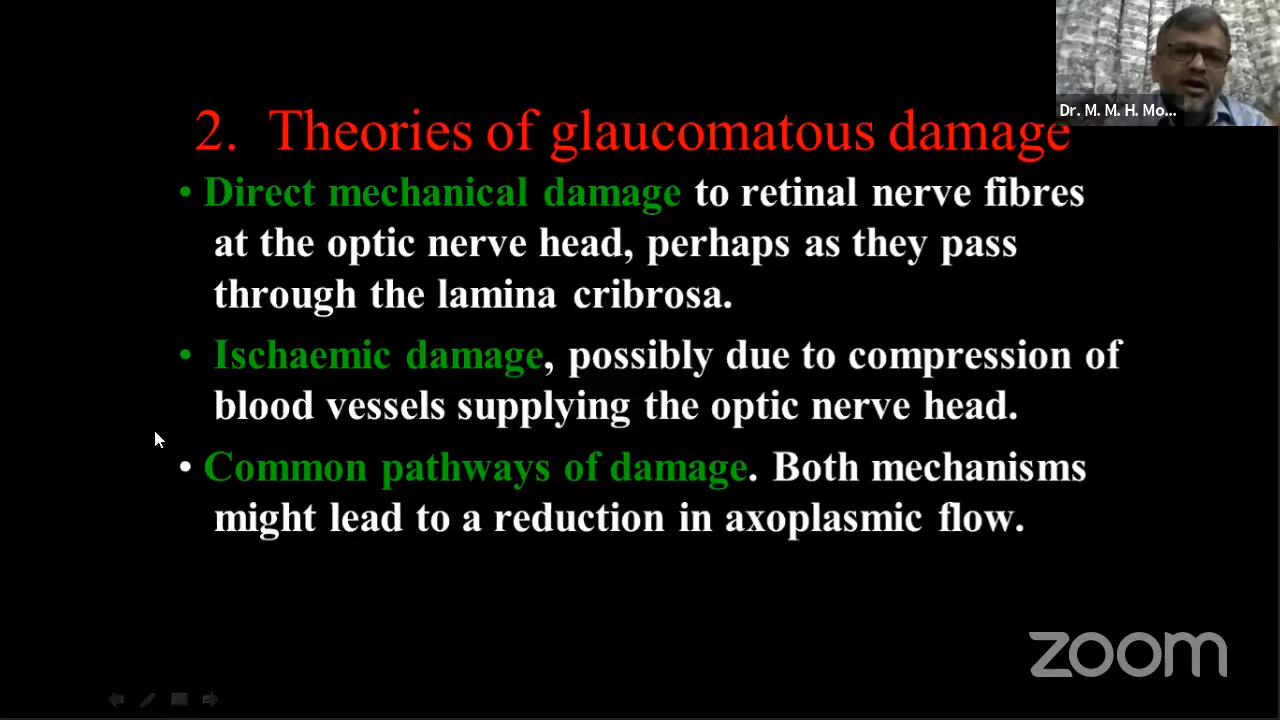 Dr. M. M. H. Mo...
2. Theories of glaucomatous damage
• Direct mechanical damage to retinal nerve fibres
at the optic nerve head, perhaps as they pass
through the lamina cribrosa.
• Ischaemic damage, possibly due to compression of
blood vessels supplying the optic nerve head.
• Common pathways of damage. Both mechanisms
might lead to a reduction in axoplasmic flow.
zoom